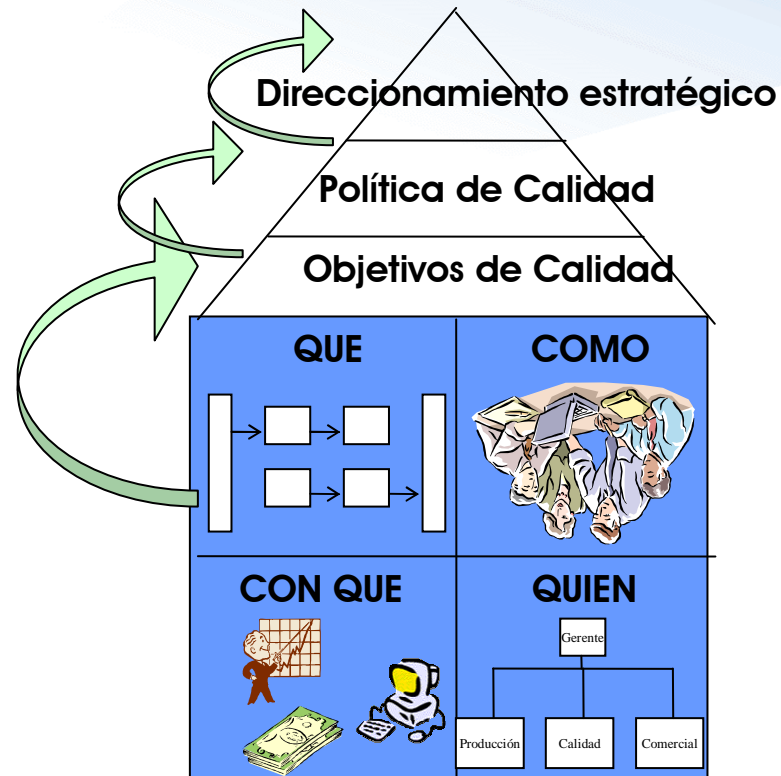 Direccionamiento estratégico
Política de Calidad
Objetivos de Calidad
QUE
COMO
CON QUE
QUIEN
Gerente
Producción
Calidad
Comercial